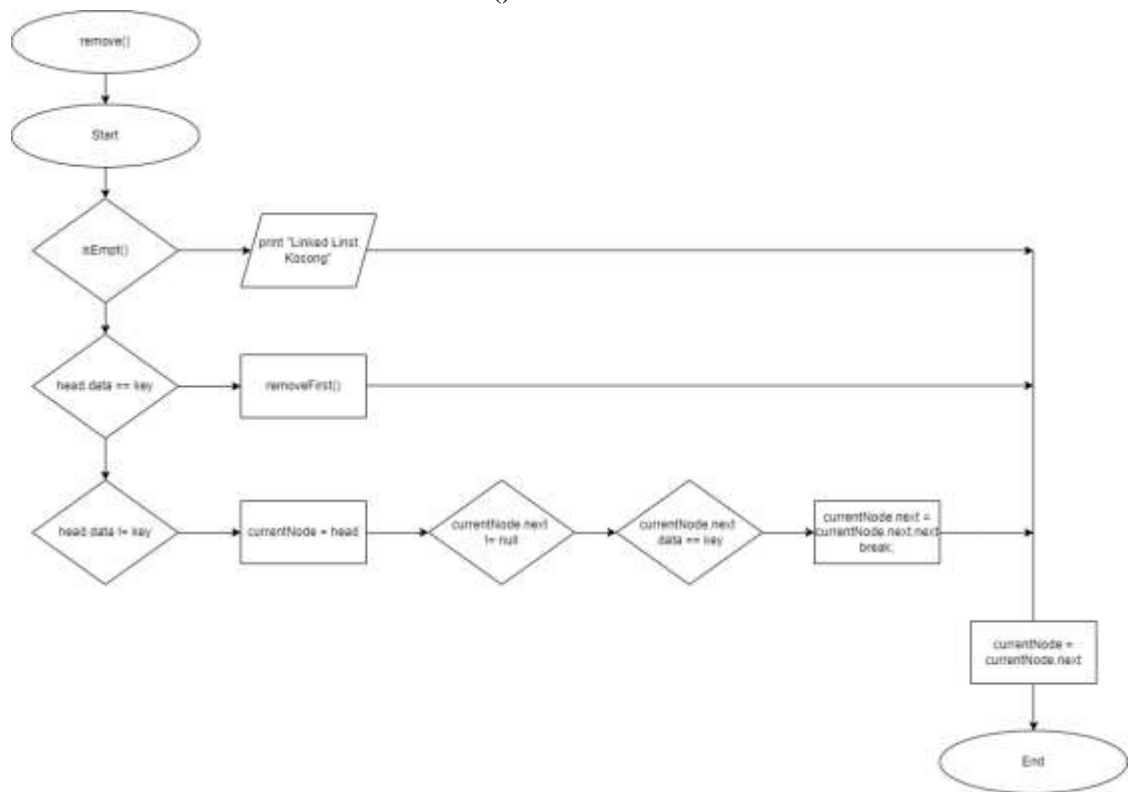 ()
remove()
Start
isEmpt()
print "Linked Linst
Kosong"
head.data == key
removeFirst()
head.data != key
currentNode = head
currentNode.next
!= null
currentNode.next
data == key
currentNode.next =
currentNode.next.next
break;
currentNode =
currentNode.next
End